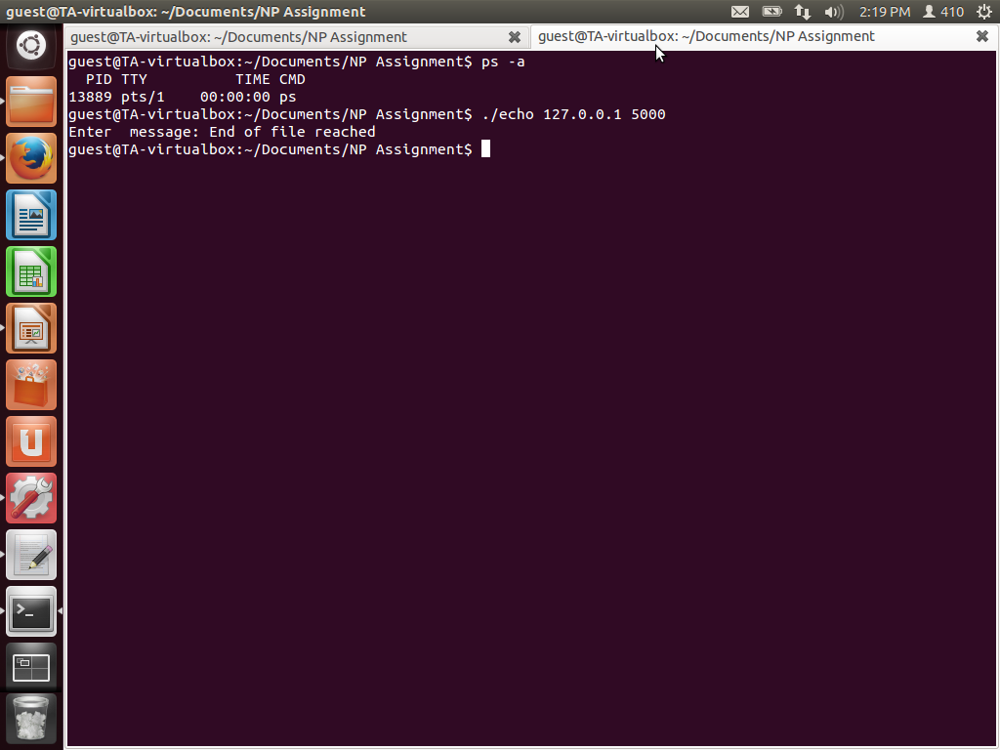 guest@TA-virtualbox: ~/Documents/NP Assignment
2:19 PM
410
guest@TA-virtualbox: ~/Documents/NP Assignment
guest@TA-virtualbox: ~/Documents/NP Assignment
guest@TA-virtualbox:~/Documents/NP Assignment$ ps -a
  PID TTY          TIME CMD
13889 pts/1    00:00:00 ps
guest@TA-virtualbox:~/Documents/NP Assignment$ ./echo 127.0.0.1 5000
Enter  message: End of file reached
guest@TA-virtualbox:~/Documents/NP Assignment$